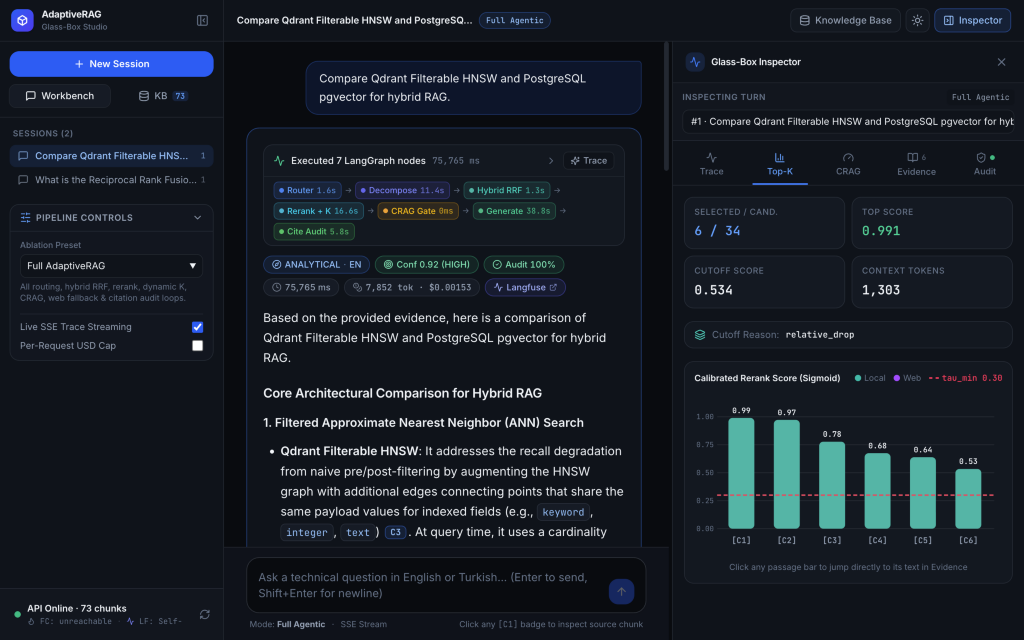 AdaptiveRAG
Glass-Box Studio
New Session
Workbench
KB 73
SESSIONS (2)
Compare Qdrant Filterable HNS... 1
What is the Reciprocal Rank Fusio... 1
PIPELINE CONTROLS
Ablation Preset
Full AdaptiveRAG
All routing, hybrid RRF, rerank, dynamic K,
CRAG, web fallback & citation audit loops.
Live SSE Trace Streaming
Per-Request USD Cap
API Online · 73 chunks
FC: unreachable · LF: Self-
Compare Qdrant Filterable HNSW and PostgreSQ... Full Agentic
Knowledge Base
Inspector
Compare Qdrant Filterable HNSW and PostgreSQL
pgvector for hybrid RAG.
Executed 7 LangGraph nodes 75,765 ms
Trace
Router 1.6s → Decompose 11.4s → Hybrid RRF 1.3s →
Rerank + K 16.6s → CRAG Gate 0ms → Generate 38.8s →
Cite Audit 5.8s
ANALYTICAL · EN Conf 0.92 (HIGH) Audit 100%
75,765 ms 7,852 tok · $0.00153 Langfuse
Based on the provided evidence, here is a comparison of
Qdrant Filterable HNSW and PostgreSQL pgvector for hybrid
RAG.
Core Architectural Comparison for Hybrid RAG
1. Filtered Approximate Nearest Neighbor (ANN) Search
• Qdrant Filterable HNSW: It addresses the recall degradation
from naive pre/post-filtering by augmenting the HNSW
graph with additional edges connecting points that share the
same payload values for indexed fields (e.g., keyword,
integer, text) C3. At query time, it uses a cardinality
Ask a technical question in English or Turkish... (Enter to send,
Shift+Enter for newline)
Mode: Full Agentic · SSE Stream
Click any [C1] badge to inspect source chunk
Glass-Box Inspector
INSPECTING TURN
Full Agentic
#1 · Compare Qdrant Filterable HNSW and PostgreSQL pgvector for hyb
Trace
Top-K
CRAG
6
Evidence
Audit
SELECTED / CAND.
6 / 34
TOP SCORE
0.991
CUTOFF SCORE
0.534
CONTEXT TOKENS
1,303
Cutoff Reason: relative_drop
Calibrated Rerank Score (Sigmoid)
Local Web tau_min 0.30
1.00
0.75
0.50
0.25
0.00
0.99
0.97
0.78
0.68
0.64
0.53
[C1] [C2] [C3] [C4] [C5] [C6]
Click any passage bar to jump directly to its text in Evidence